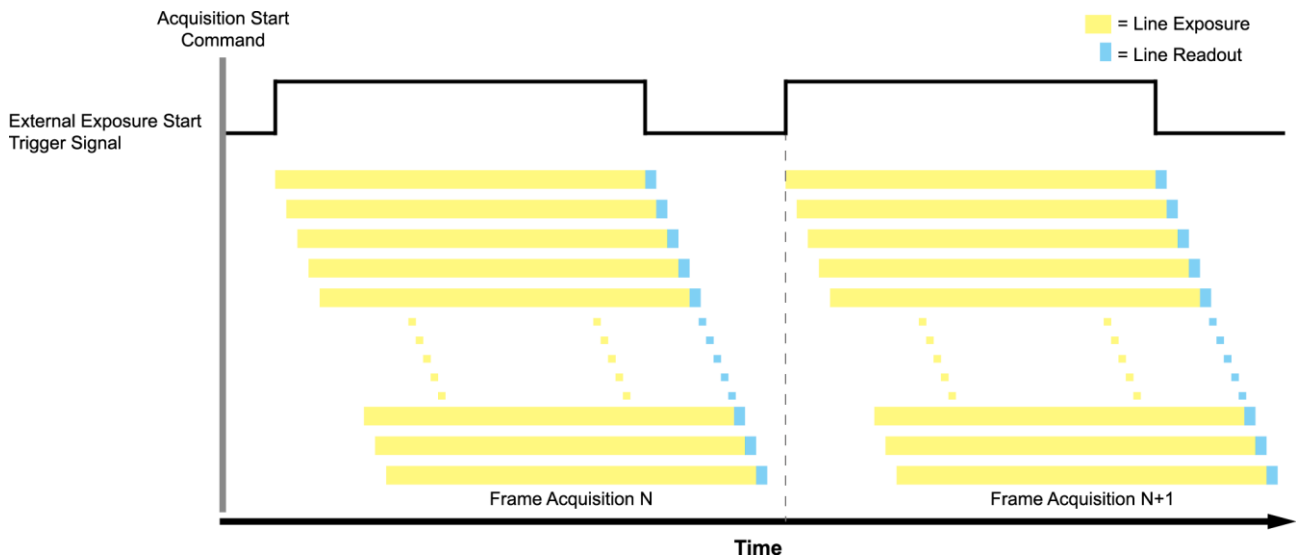 Acquisition Start
Command
= Line Exposure
= Line Readout
External Exposure Start
Trigger Signal
Frame Acquisition N
Frame Acquisition N+1
Time